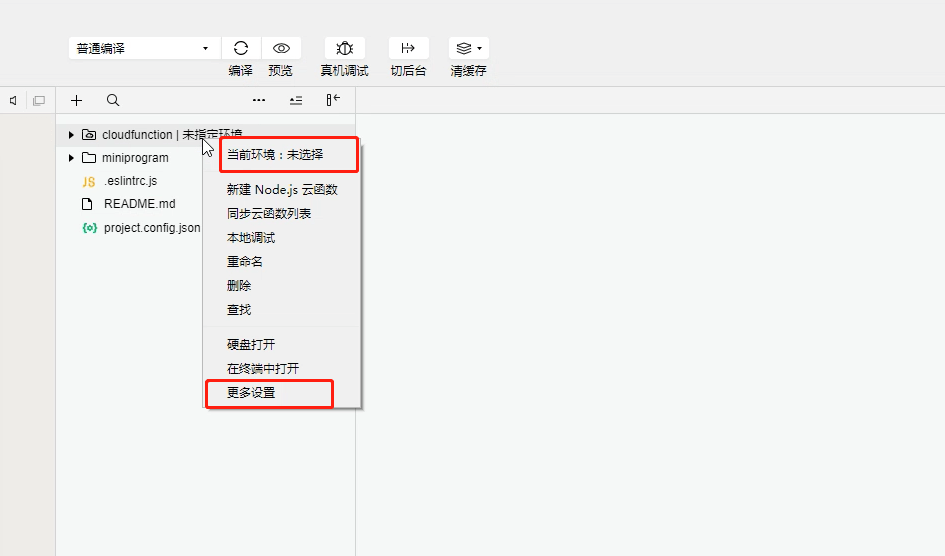 普通编译
编译 预览 真机调试 切后台 清缓存
cloudfunction | 未指定环境
miniprogram
JS .eslintrc.js
README.md
project.config.json
当前环境：未选择
新建 Node.js 云函数
同步云函数列表
本地调试
重命名
删除
查找
硬盘打开
在终端中打开
更多设置